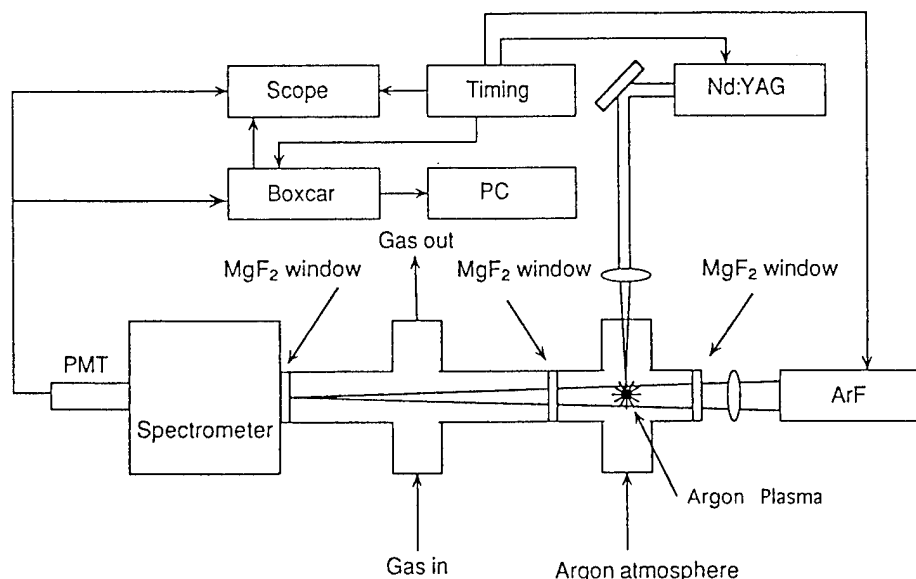 Scope
Timing
Nd:YAG
Boxcar
PC
Gas out
MgF₂ window
MgF₂ window
MgF₂ window
PMT
Spectrometer
ArF
Argon Plasma
Gas in
Argon atmosphere